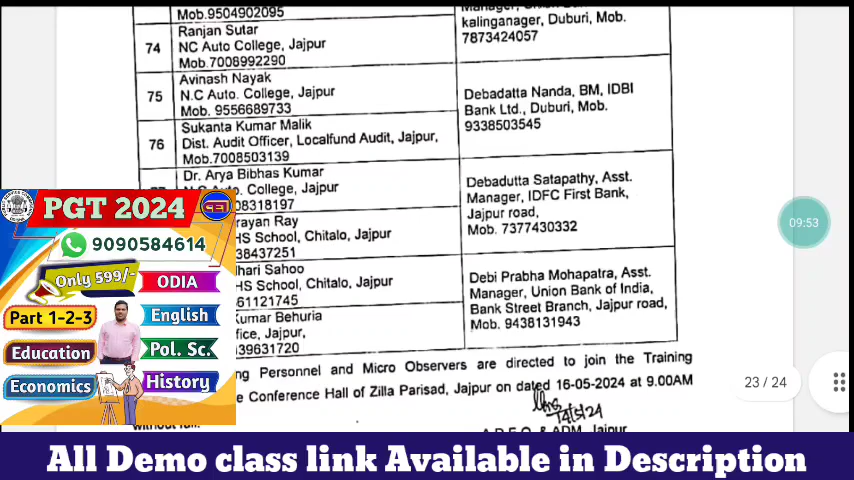 Mob.9504902095
74
Ranjan Sutar
NC Auto College, Jajpur
Mob.7008992290
kalinganager, Duburi, Mob.
7873424057
75
Avinash Nayak
N.C Auto. College, Jajpur
Mob. 9556689733
76
Sukanta Kumar Malik
Dist. Audit Officer, Localfund Audit, Jajpur,
Mob.7008503139
Debadatta Nanda, BM, IDBI
Bank Ltd., Duburi, Mob.
9338503545
Dr. Arya Bibhas Kumar
Auto. College, Jajpur
08318197
rayan Ray
HS School, Chitalo, Jajpur
38437251
Debadutta Satapathy, Asst.
Manager, IDFC First Bank,
Jajpur road,
Mob. 7377430332
hari Sahoo
HS School, Chitalo, Jajpur
61121745
Kumar Behuria
fice, Jajpur,
39631720
Debi Prabha Mohapatra, Asst.
Manager, Union Bank of India,
Bank Street Branch, Jajpur road,
Mob. 9438131943
ng Personnel and Micro Observers are directed to join the Training
e Conference Hall of Zilla Parisad, Jajpur on dated 16-05-2024 at 9.00AM
14/5/24
& ADM, Jajpur
PGT 2024
CEI
9090584614
Only 599/-
ODIA
Part 1-2-3
English
Education
Pol. Sc.
Economics
History
09:53
23 / 24
All Demo class link Available in Description